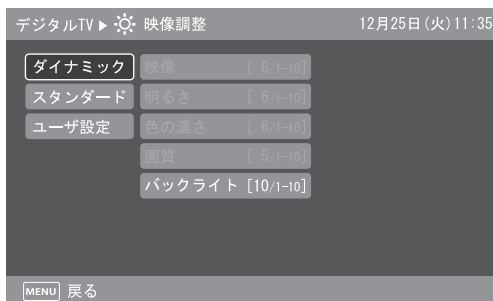 デジタルTV▶ 映像調整 12月25日(火)11:35
ダイナミック 映像 [ 6/1-10]
スタンダード 明るさ [ 6/1-10]
ユーザ設定 色の濃さ [ 6/1-10]
画質 [ 5/1-10]
バックライト [10/1-10]
MENU 戻る